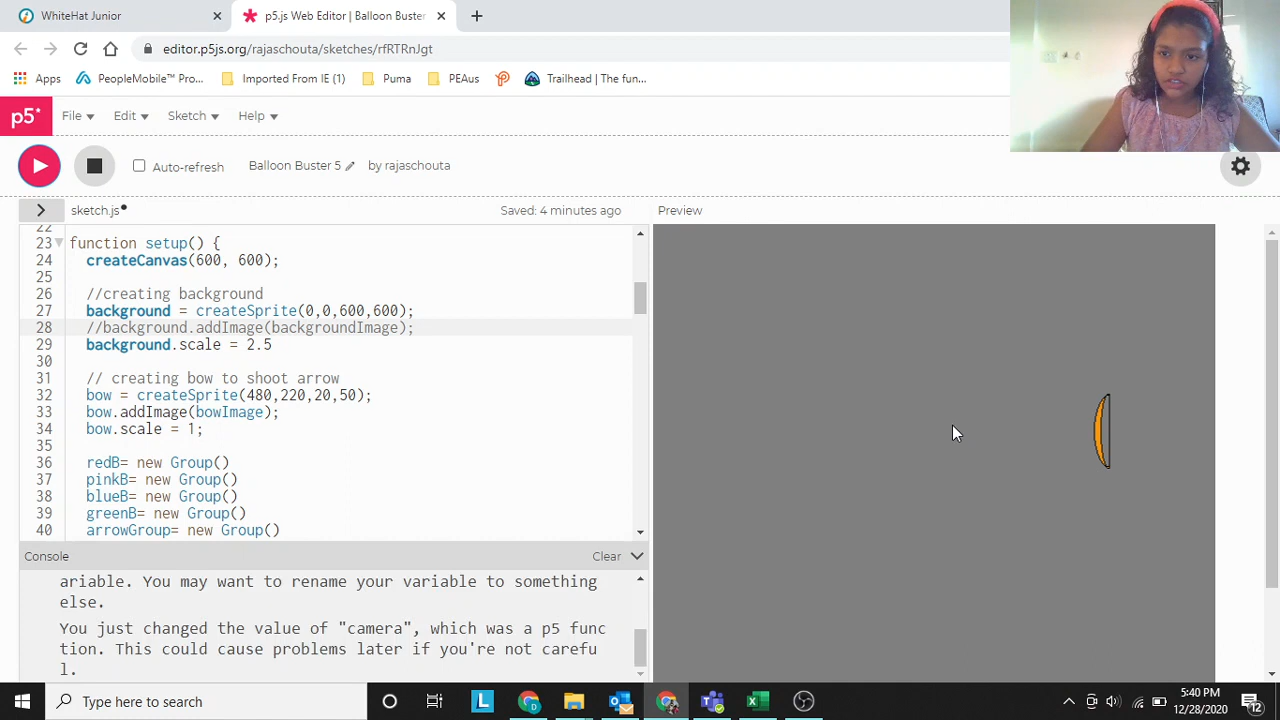 WhiteHat Junior
p5.js Web Editor | Balloon Buster
editor.p5js.org/rajaschouta/sketches/rfRTRnJgt
Apps PeopleMobile™ Pro... Imported From IE (1) Puma PEAus Trailhead | The fun...
p5* File Edit Sketch Help
Auto-refresh Balloon Buster 5 by rajaschouta
sketch.js Saved: 4 minutes ago Preview
22
23 function setup() {
24 createCanvas(600, 600);
25
26 //creating background
27 background = createSprite(0,0,600,600);
28 //background.addImage(backgroundImage);
29 background.scale = 2.5
30
31 // creating bow to shoot arrow
32 bow = createSprite(480,220,20,50);
33 bow.addImage(bowImage);
34 bow.scale = 1;
35
36 redB= new Group()
37 pinkB= new Group()
38 blueB= new Group()
39 greenB= new Group()
40 arrowGroup= new Group()
Console Clear
ariable. You may want to rename your variable to something
else.
You just changed the value of "camera", which was a p5 func
tion. This could cause problems later if you're not carefu
l.
Type here to search
L
5:40 PM
12/28/2020
12